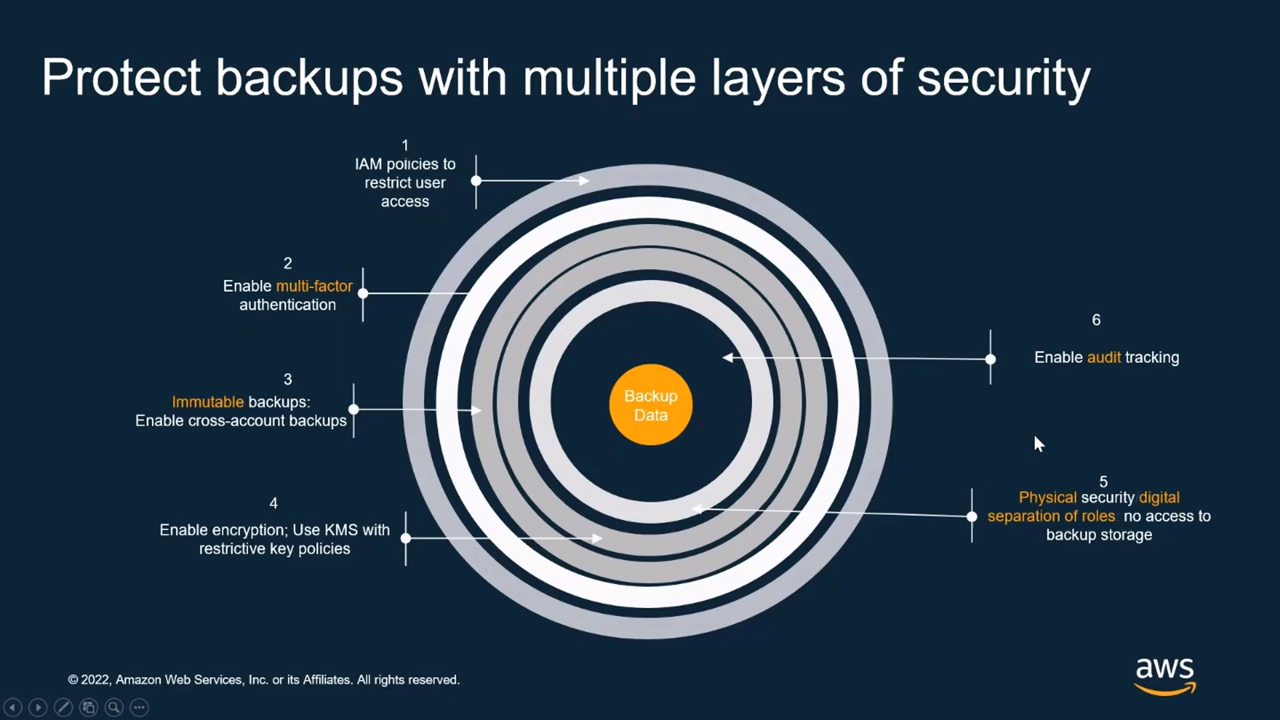 Protect backups with multiple layers of security
1
IAM policies to
restrict user
access
2
Enable multi-factor
authentication
3
Immutable backups:
Enable cross-account backups
4
Enable encryption; Use KMS with
restrictive key policies
Backup
Data
6
Enable audit tracking
5
Physical security digital
separation of roles no access to
backup storage
© 2022, Amazon Web Services, Inc. or its Affiliates. All rights reserved.
aws